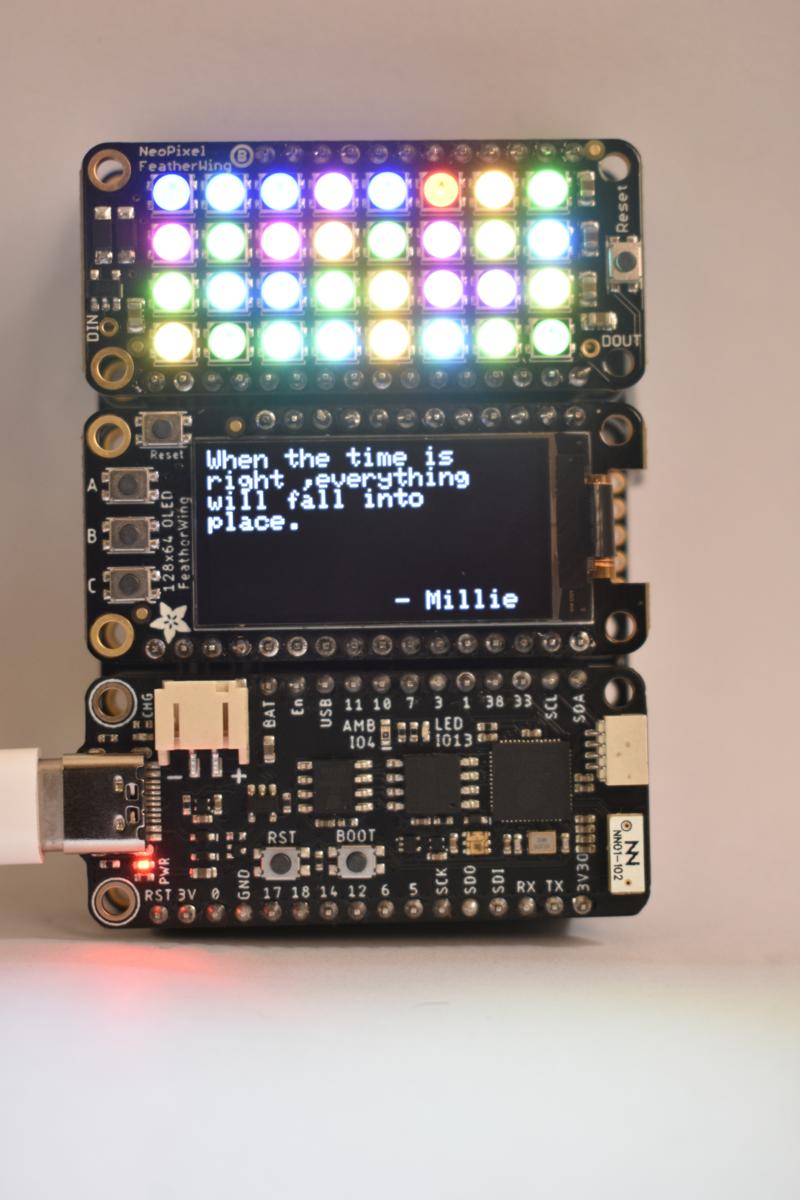 NeoPixel
FeatherWing B
Reset
DIN
DOUT
Reset
A
B
C
128x64 OLED
FeatherWing
When the time is
right ,everything
will fall into
place.
- Millie
CHG
BAT
En
USB
11 10 7 3 1 38 33
SCL
SDA
AMB
IO4
LED
IO13
- +
PWR
RST
BOOT
NN01-102
RST 3V 0 GND 17 18 14 12 6 5 SCK SDO SDI RX TX 3V3O